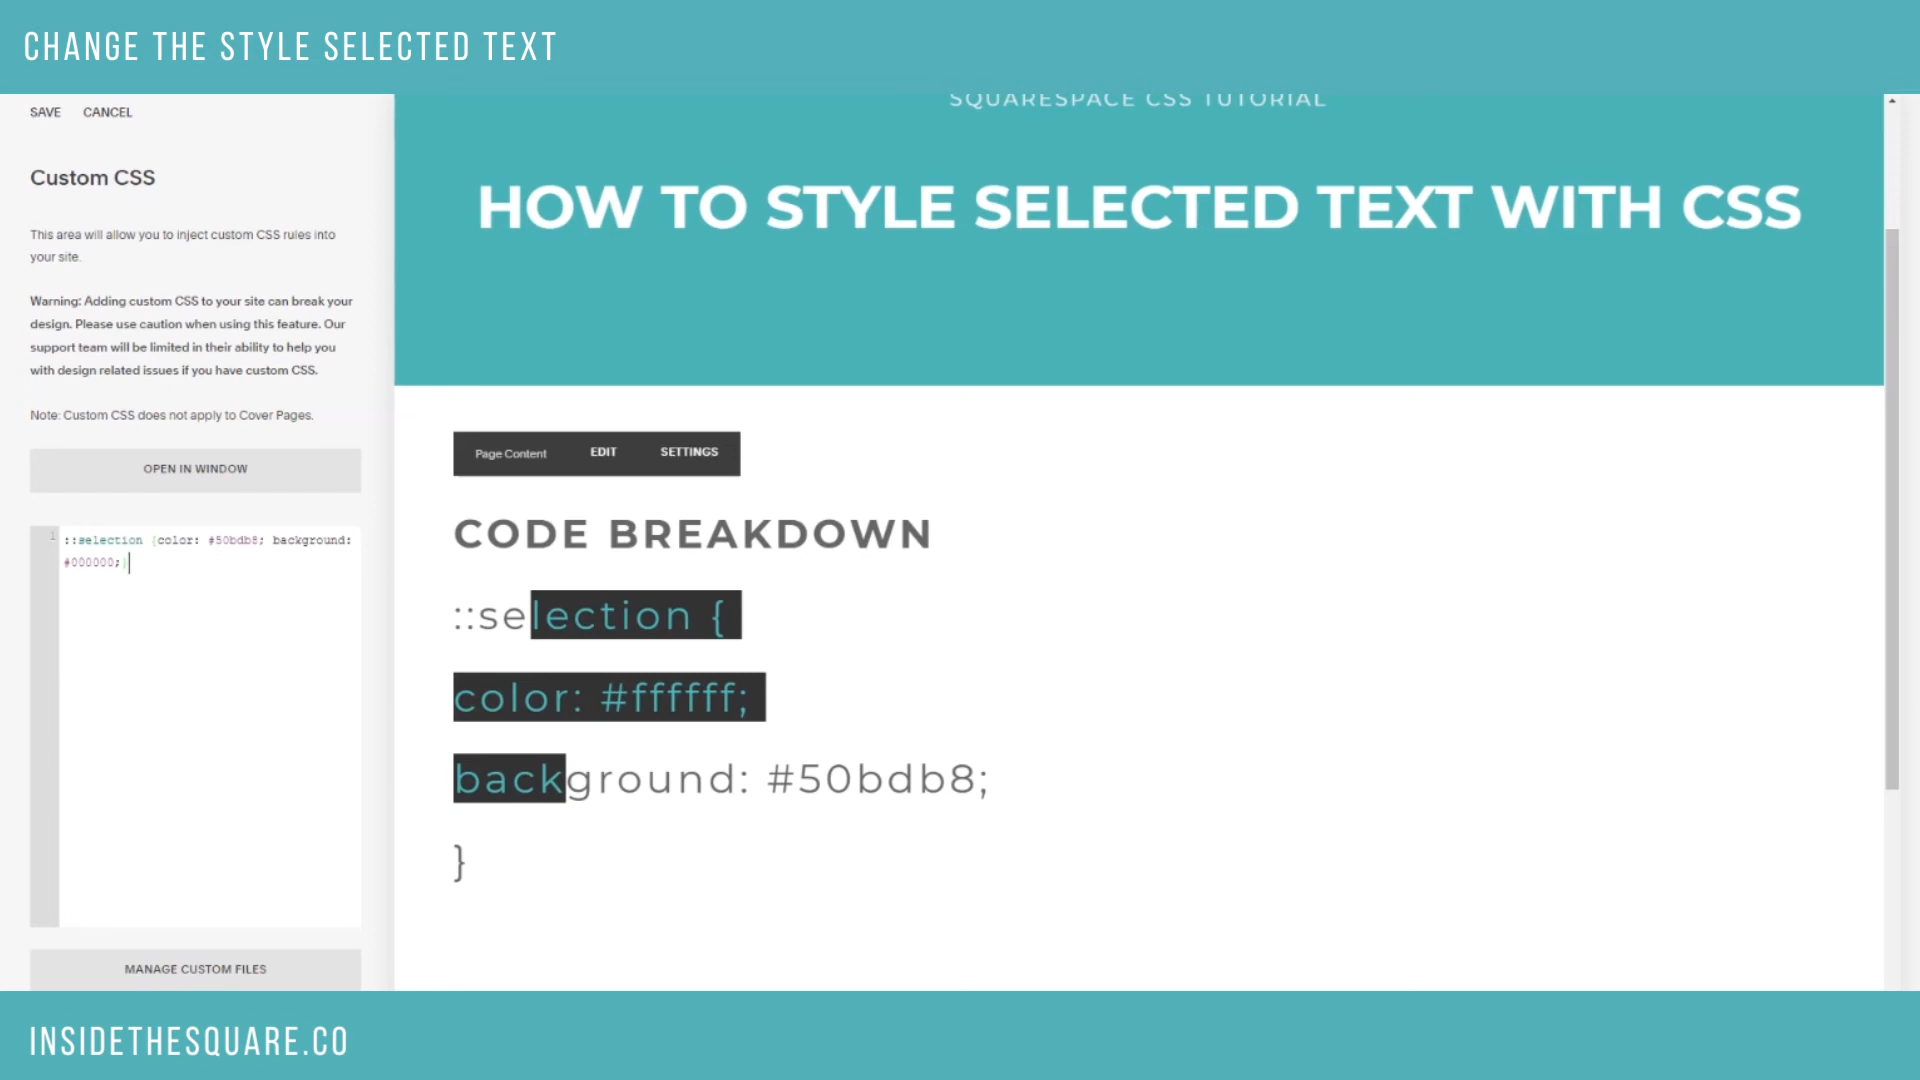 CHANGE THE STYLE SELECTED TEXT
SAVE CANCEL
SQUARESPACE CSS TUTORIAL
Custom CSS
HOW TO STYLE SELECTED TEXT WITH CSS
This area will allow you to inject custom CSS rules into
your site.
Warning: Adding custom CSS to your site can break your
design. Please use caution when using this feature. Our
support team will be limited in their ability to help you
with design related issues if you have custom CSS.
Note: Custom CSS does not apply to Cover Pages.
OPEN IN WINDOW
1 ::selection {color: #50bdb8; background:
#000000;}
MANAGE CUSTOM FILES
Page Content EDIT SETTINGS
CODE BREAKDOWN
::selection {
color: #ffffff;
background: #50bdb8;
}
INSIDETHESQUARE.CO